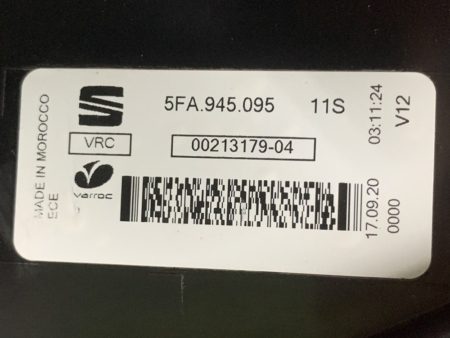 MADE IN MOROCCO
ECE
5FA.945.095 11S
VRC
00213179-04
varroc
03:11:24
V12
17.09.20
0000